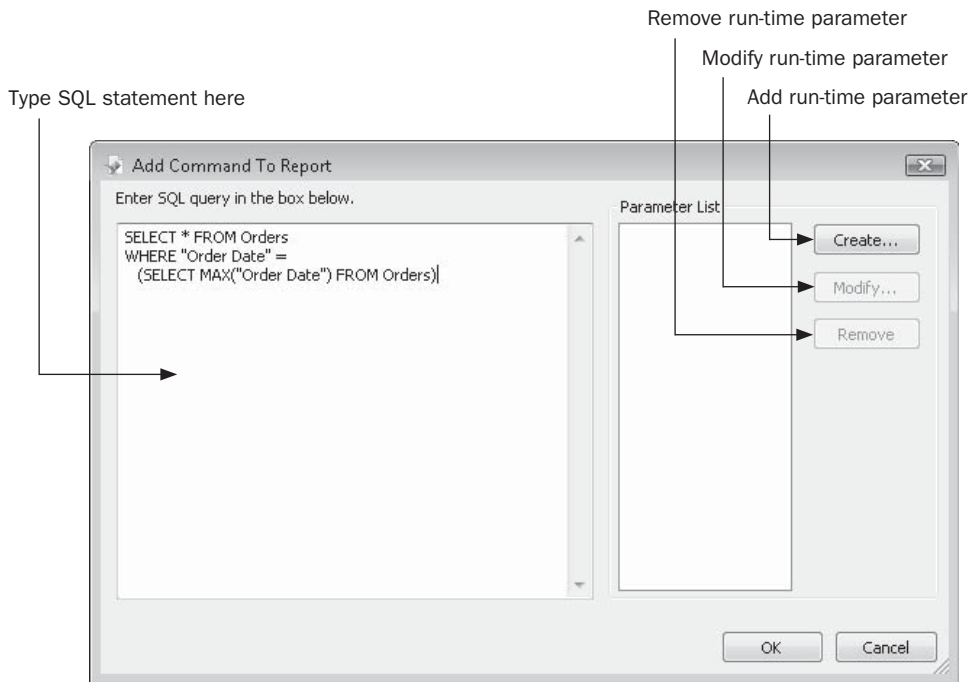 Remove run-time parameter
Modify run-time parameter
Type SQL statement here
Add run-time parameter
Add Command To Report
Enter SQL query in the box below.
Parameter List
SELECT * FROM Orders
WHERE "Order Date" =
(SELECT MAX("Order Date") FROM Orders)
Create...
Modify...
Remove
OK
Cancel